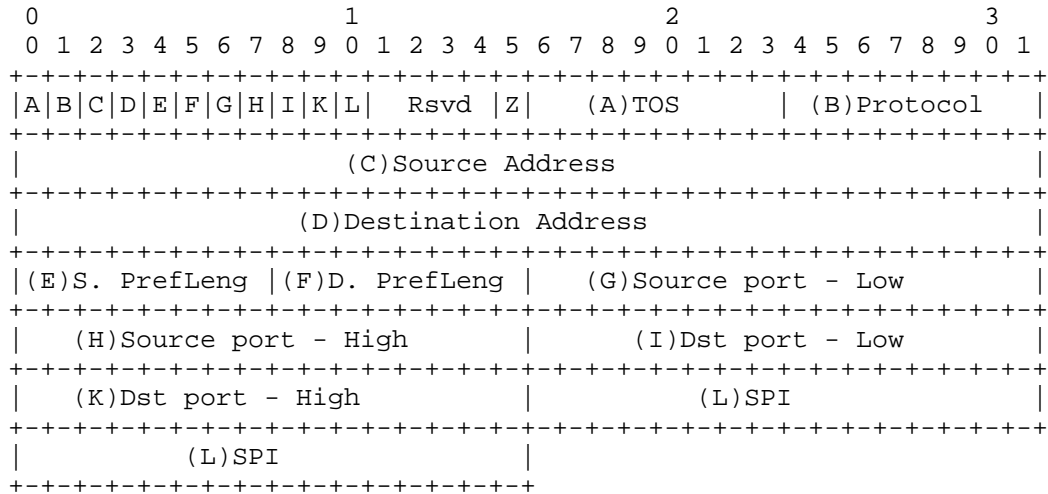 0                   1                   2                   3
 0 1 2 3 4 5 6 7 8 9 0 1 2 3 4 5 6 7 8 9 0 1 2 3 4 5 6 7 8 9 0 1
+-+-+-+-+-+-+-+-+-+-+-+-+-+-+-+-+-+-+-+-+-+-+-+-+-+-+-+-+-+-+-+-+
|A|B|C|D|E|F|G|H|I|K|L|  Rsvd |Z|   (A)TOS      | (B)Protocol   |
+-+-+-+-+-+-+-+-+-+-+-+-+-+-+-+-+-+-+-+-+-+-+-+-+-+-+-+-+-+-+-+-+
|                    (C)Source Address                          |
+-+-+-+-+-+-+-+-+-+-+-+-+-+-+-+-+-+-+-+-+-+-+-+-+-+-+-+-+-+-+-+-+
|                 (D)Destination Address                        |
+-+-+-+-+-+-+-+-+-+-+-+-+-+-+-+-+-+-+-+-+-+-+-+-+-+-+-+-+-+-+-+-+
|(E)S. PrefLeng |(F)D. PrefLeng |   (G)Source port - Low        |
+-+-+-+-+-+-+-+-+-+-+-+-+-+-+-+-+-+-+-+-+-+-+-+-+-+-+-+-+-+-+-+-+
|   (H)Source port - High       |      (I)Dst port - Low        |
+-+-+-+-+-+-+-+-+-+-+-+-+-+-+-+-+-+-+-+-+-+-+-+-+-+-+-+-+-+-+-+-+
|   (K)Dst port - High          |          (L)SPI               |
+-+-+-+-+-+-+-+-+-+-+-+-+-+-+-+-+-+-+-+-+-+-+-+-+-+-+-+-+-+-+-+-+
|          (L)SPI               |
+-+-+-+-+-+-+-+-+-+-+-+-+-+-+-+-+